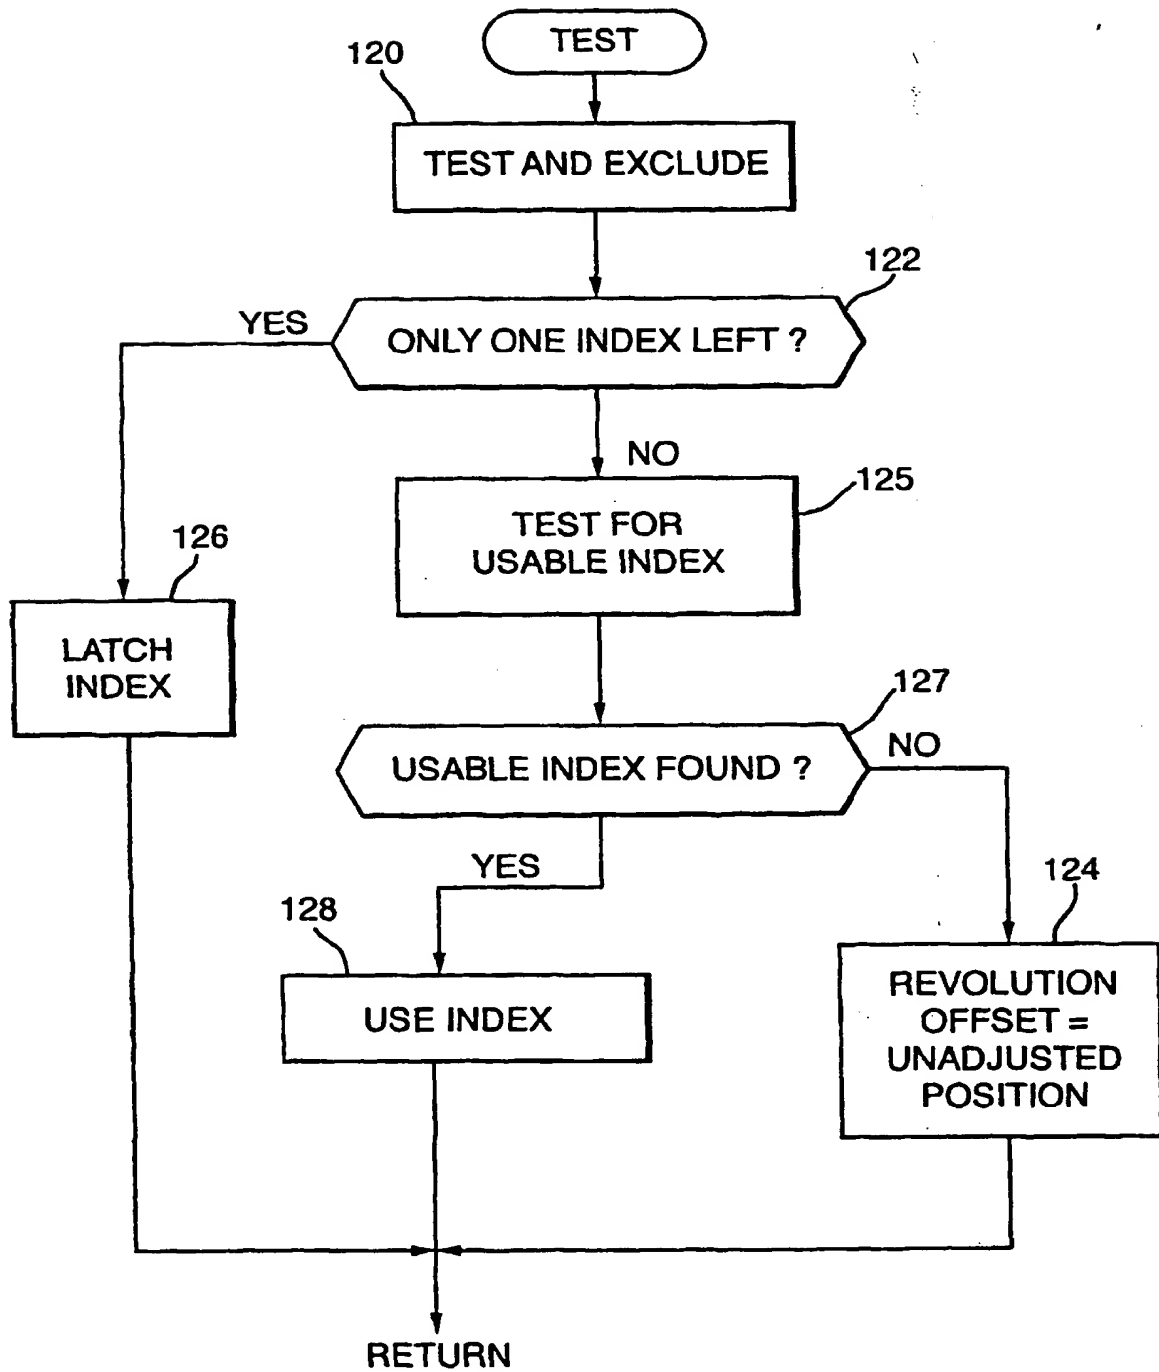 TEST
120
TEST AND EXCLUDE
122
YES
ONLY ONE INDEX LEFT ?
NO
125
TEST FOR
USABLE INDEX
126
LATCH
INDEX
127
USABLE INDEX FOUND ?
NO
YES
124
128
USE INDEX
REVOLUTION
OFFSET =
UNADJUSTED
POSITION
RETURN